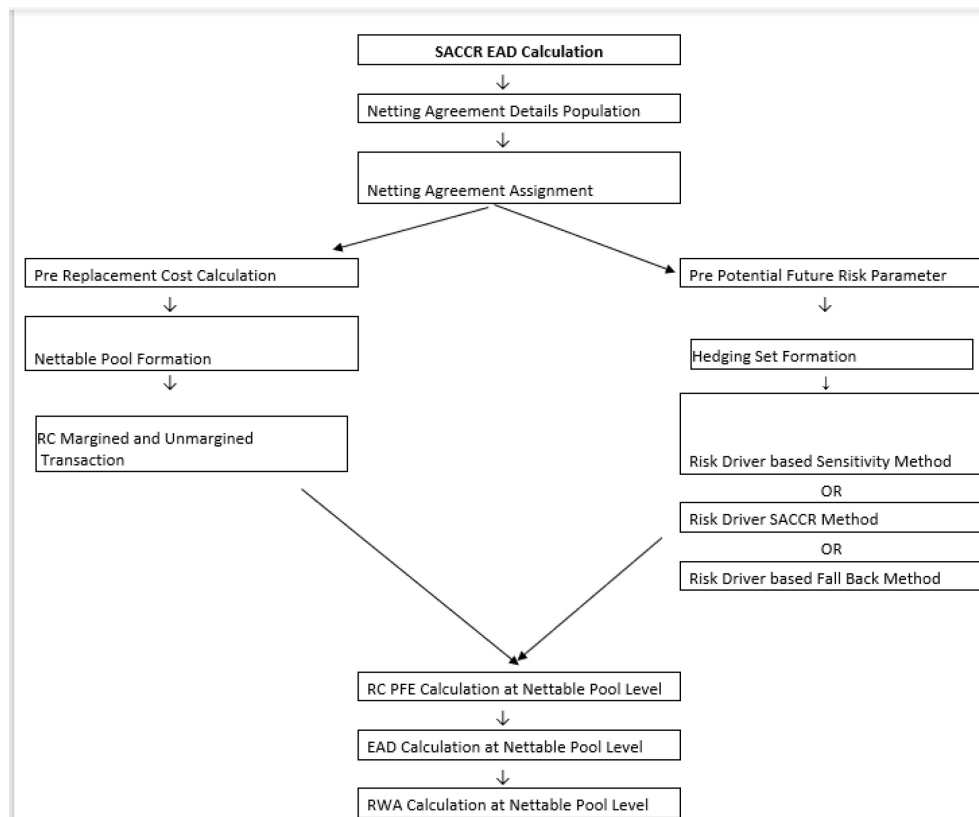 SACCR EAD Calculation
Netting Agreement Details Population
Netting Agreement Assignment
Pre Replacement Cost Calculation
Nettable Pool Formation
RC Margined and Unmargined
Transaction
Pre Potential Future Risk Parameter
Hedging Set Formation
Risk Driver based Sensitivity Method
OR
Risk Driver SACCR Method
OR
Risk Driver based Fall Back Method
RC PFE Calculation at Nettable Pool Level
EAD Calculation at Nettable Pool Level
RWA Calculation at Nettable Pool Level